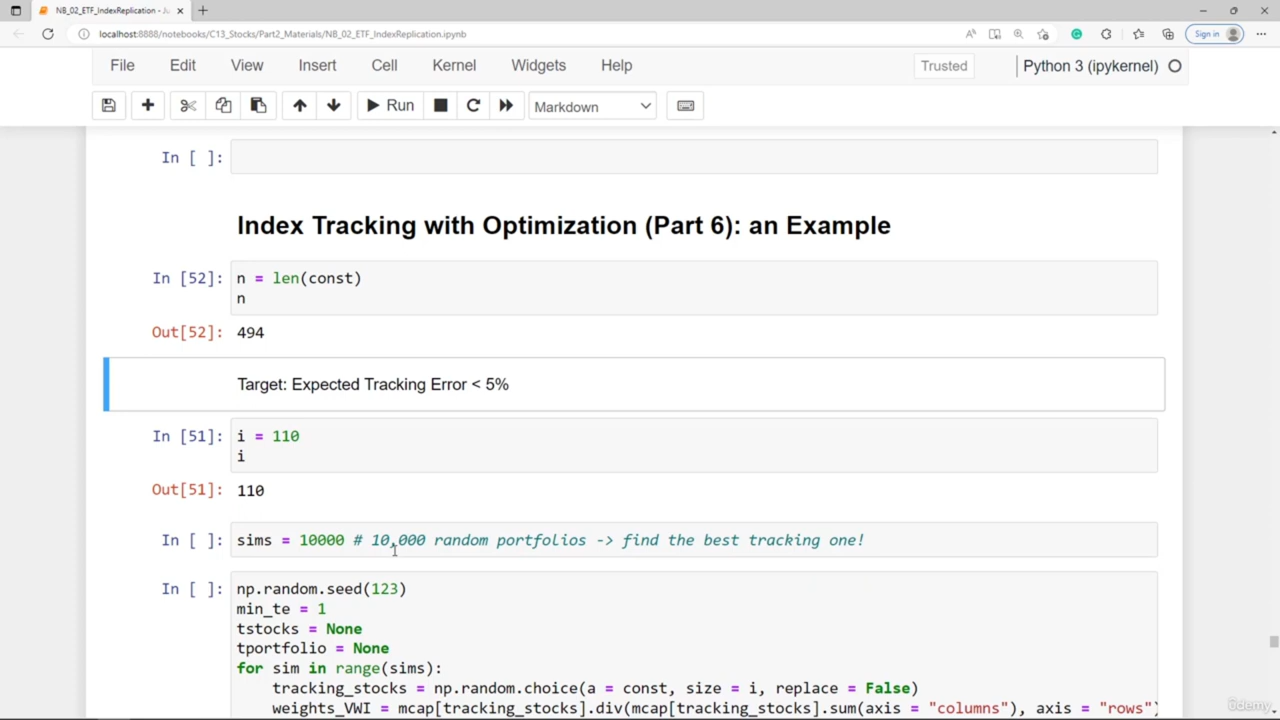 NB_02_ETF_IndexReplication - Ju
localhost:8888/notebooks/C13_Stocks/Part2_Materials/NB_02_ETF_IndexReplication.ipynb
Sign in
File Edit View Insert Cell Kernel Widgets Help
Trusted
Python 3 (ipykernel)
Run
Markdown
In [ ]:
Index Tracking with Optimization (Part 6): an Example
In [52]: n = len(const)
n
Out[52]: 494
Target: Expected Tracking Error < 5%
In [51]: i = 110
i
Out[51]: 110
In [ ]: sims = 10000 # 10,000 random portfolios -> find the best tracking one!
In [ ]: np.random.seed(123)
min_te = 1
tstocks = None
tportfolio = None
for sim in range(sims):
tracking_stocks = np.random.choice(a = const, size = i, replace = False)
weights_VWI = mcap[tracking_stocks].div(mcap[tracking_stocks].sum(axis = "columns"), axis = "rows")
ûdemy